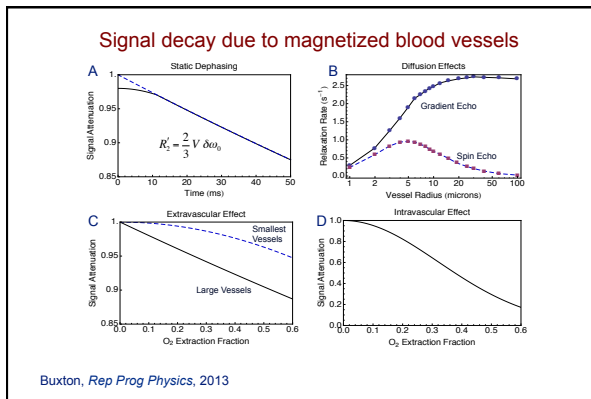 Signal decay due to magnetized blood vessels
A
Static Dephasing
Signal Attenuation
1
0.95
0.9
0.85
R₂′ = 2/3 V δω₀
0 10 20 30 40 50
Time (ms)
B
Diffusion Effects
Relaxation Rate (s⁻¹)
2.5
2.0
1.5
1.0
0.5
0.0
Gradient Echo
Spin Echo
1 2 5 10 20 50 100
Vessel Radius (microns)
C
Extravascular Effect
Signal Attenuation
1
0.95
0.9
0.85
Smallest
Vessels
Large Vessels
0.0 0.1 0.2 0.3 0.4 0.5 0.6
O₂ Extraction Fraction
D
Intravascular Effect
Signal Attenuation
1.0
0.8
0.6
0.4
0.2
0.0
0.0 0.1 0.2 0.3 0.4 0.5 0.6
O₂ Extraction Fraction
Buxton, Rep Prog Physics, 2013